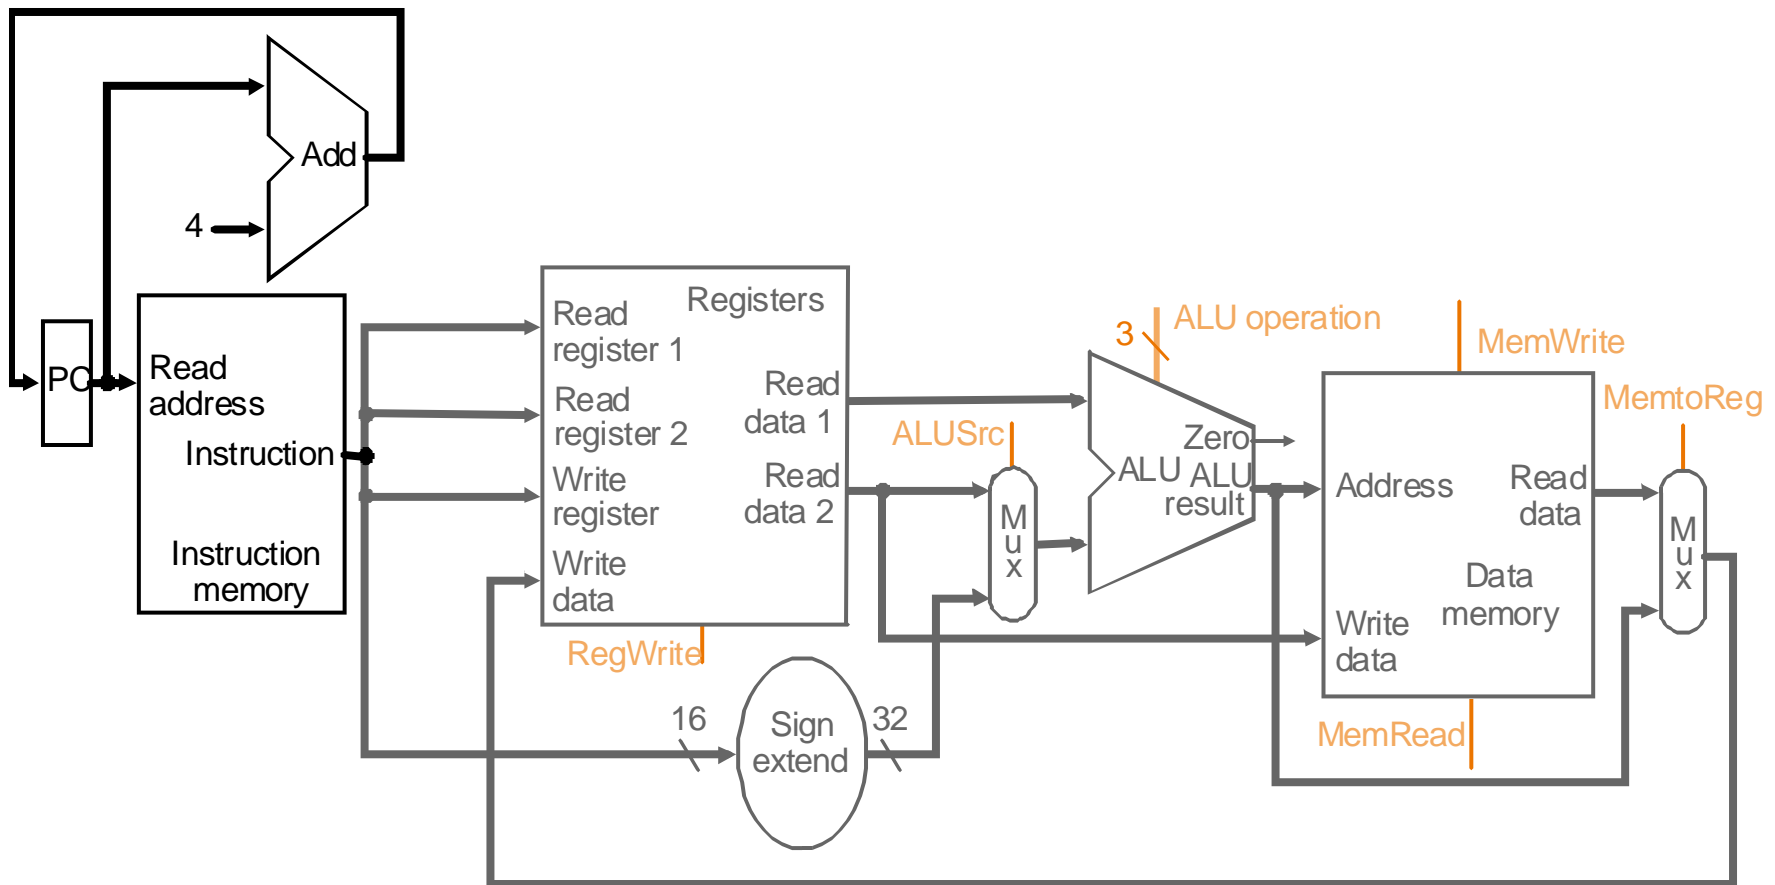 Add
4
PC
Read
address
Instruction
Instruction
memory
Registers
Read
register 1
Read
register 2
Write
register
Write
data
Read
data 1
Read
data 2
RegWrite
16
Sign
extend
32
ALUSrc
M
u
x
3
ALU operation
Zero
ALU
ALU
result
MemWrite
Address
Read
data
Data
memory
Write
data
MemRead
MemtoReg
M
u
x